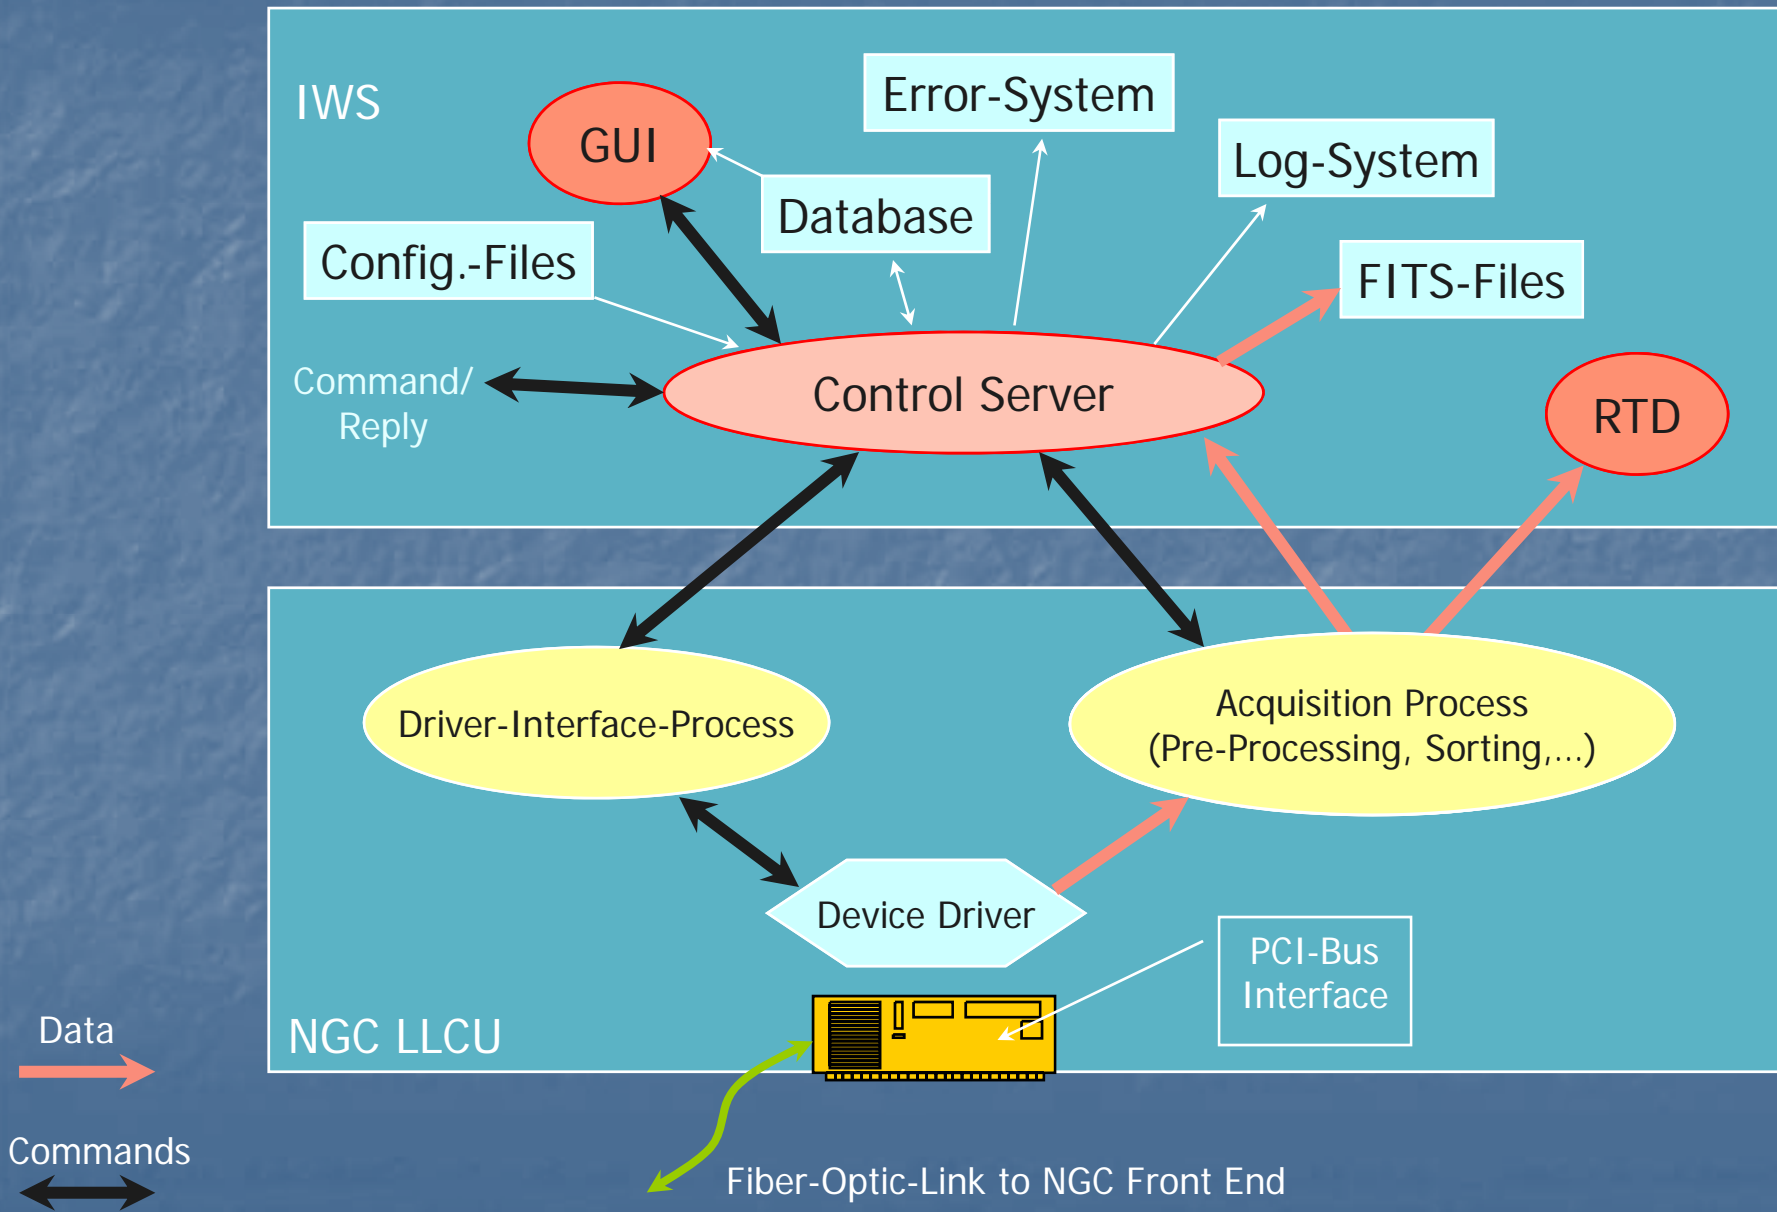 IWS
Error-System
GUI
Log-System
Database
Config.-Files
FITS-Files
Command/
Reply
Control Server
RTD
Driver-Interface-Process
Acquisition Process
(Pre-Processing, Sorting,...)
Device Driver
PCI-Bus
Interface
NGC LLCU
Data
Commands
Fiber-Optic-Link to NGC Front End